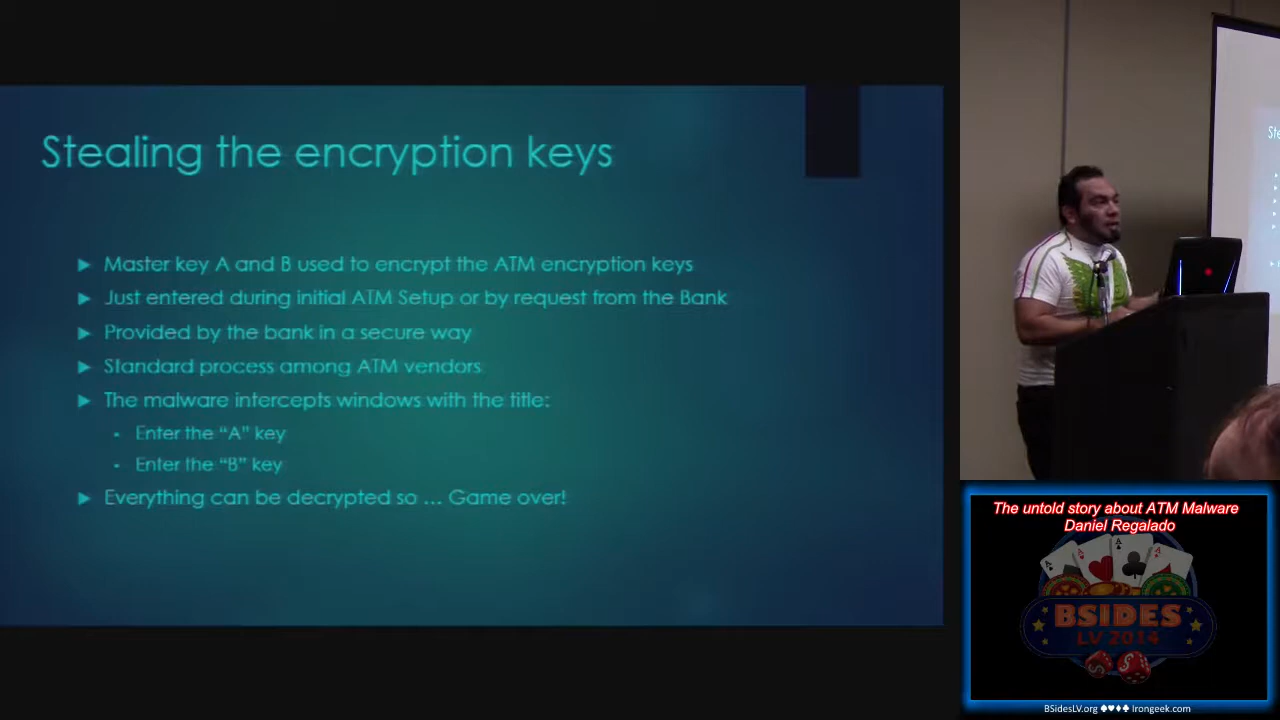 Stealing the encryption keys
Master key A and B used to encrypt the ATM encryption keys
Just entered during initial ATM Setup or by request from the Bank
Provided by the bank in a secure way
Standard process among ATM vendors
The malware intercepts windows with the title:
Enter the “A” key
Enter the “B” key
Everything can be decrypted so … Game over!
Ste
The untold story about ATM Malware
Daniel Regalado
BSIDES
LV 2014
BSidesLV.org ♣♥♠♦ Irongeek.com